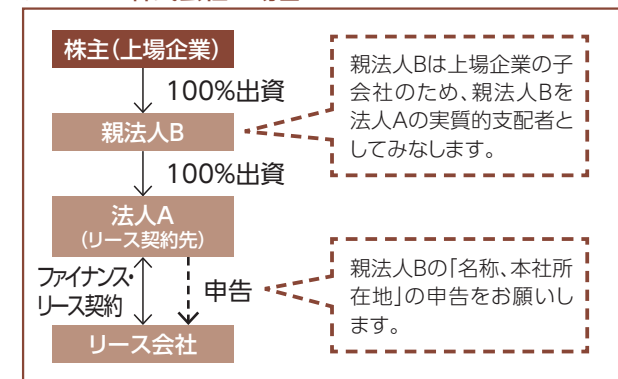 株主(上場企業)
100%出資
親法人B
親法人Bは上場企業の子
会社のため、親法人Bを
法人Aの実質的支配者と
してみなします。
100%出資
法人A
(リース契約先)
ファイナンス・
リース契約
申告
親法人Bの「名称、本社所
在地」の申告をお願いし
ます。
リース会社